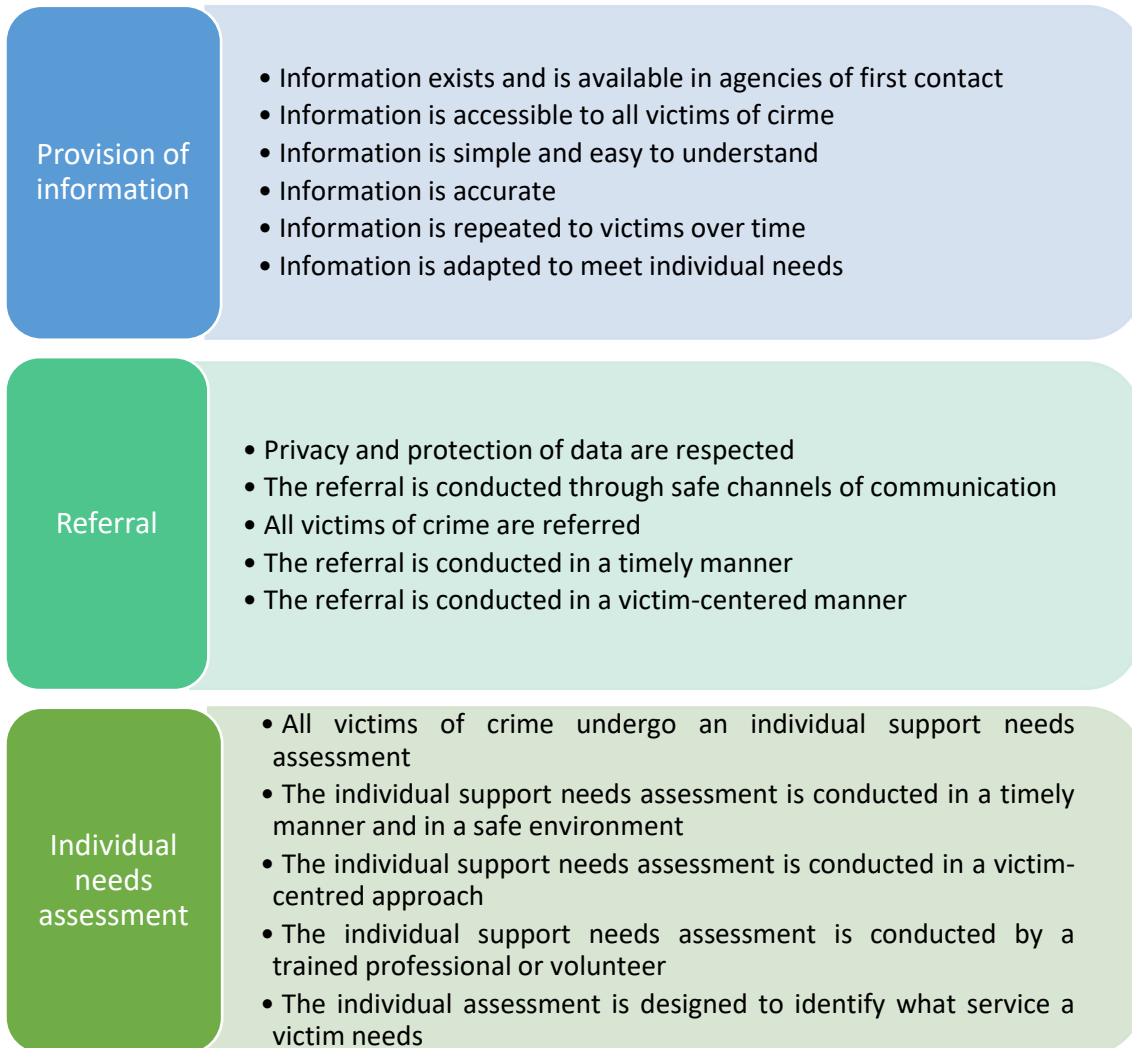 Provision of
information
• Information exists and is available in agencies of first contact
• Information is accessible to all victims of cirme
• Information is simple and easy to understand
• Information is accurate
• Information is repeated to victims over time
• Infomation is adapted to meet individual needs
Referral
• Privacy and protection of data are respected
• The referral is conducted through safe channels of communication
• All victims of crime are referred
• The referral is conducted in a timely manner
• The referral is conducted in a victim-centered manner
Individual
needs
assessment
• All victims of crime undergo an individual support needs
assessment
• The individual support needs assessment is conducted in a timely
manner and in a safe environment
• The individual support needs assessment is conducted in a victim-
centred approach
• The individual support needs assessment is conducted by a
trained professional or volunteer
• The individual assessment is designed to identify what service a
victim needs